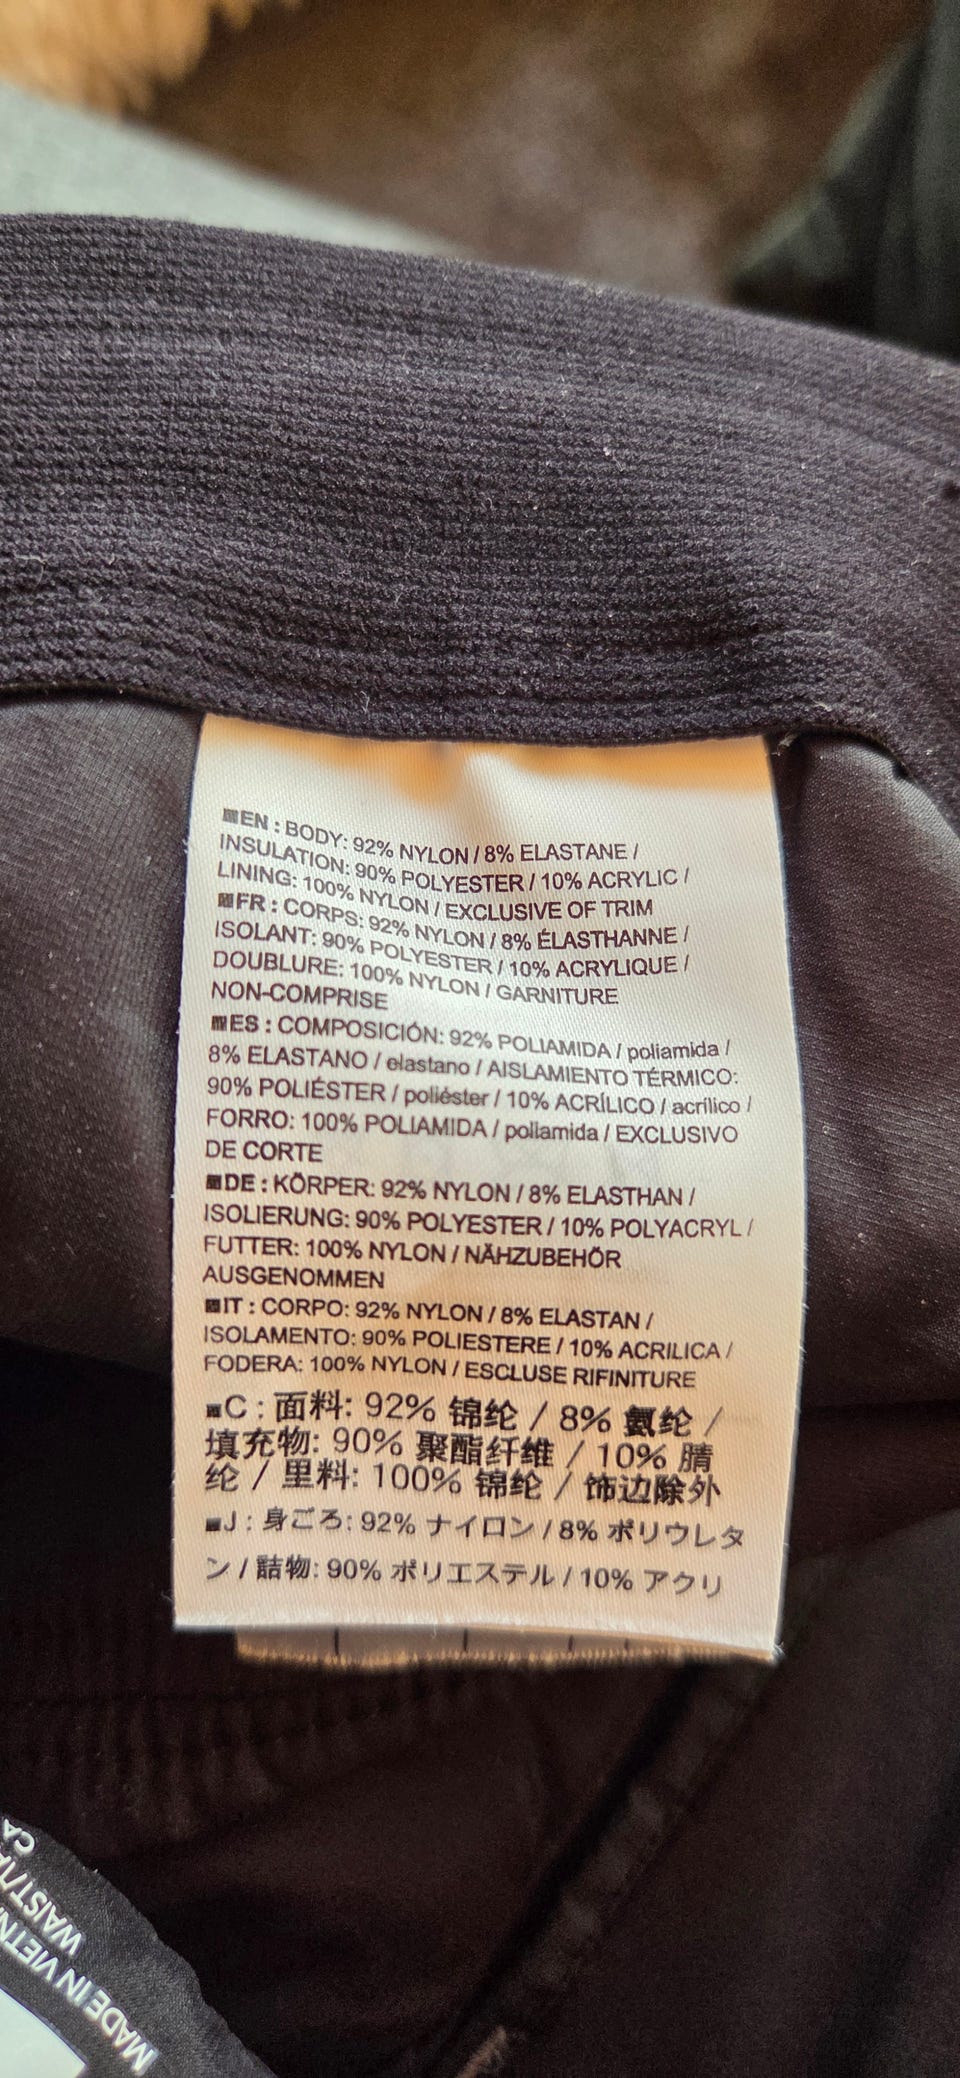 EN : BODY: 92% NYLON / 8% ELASTANE /
INSULATION: 90% POLYESTER / 10% ACRYLIC /
LINING: 100% NYLON / EXCLUSIVE OF TRIM
FR : CORPS: 92% NYLON / 8% ÉLASTHANNE /
ISOLANT: 90% POLYESTER / 10% ACRYLIQUE /
DOUBLURE: 100% NYLON / GARNITURE
NON-COMPRISE
ES : COMPOSICIÓN: 92% POLIAMIDA / poliamida /
8% ELASTANO / elastano / AISLAMIENTO TÉRMICO:
90% POLIÉSTER / poliéster / 10% ACRÍLICO / acrílico /
FORRO: 100% POLIAMIDA / poliamida / EXCLUSIVO
DE CORTE
DE : KÖRPER: 92% NYLON / 8% ELASTHAN /
ISOLIERUNG: 90% POLYESTER / 10% POLYACRYL /
FUTTER: 100% NYLON / NÄHZUBEHÖR
AUSGENOMMEN
IT : CORPO: 92% NYLON / 8% ELASTAN /
ISOLAMENTO: 90% POLIESTERE / 10% ACRILICA /
FODERA: 100% NYLON / ESCLUSE RIFINITURE
C : 面料: 92% 锦纶 / 8% 氨纶 /
填充物: 90% 聚酯纤维 / 10% 腈
纶 / 里料: 100% 锦纶 / 饰边除外
J : 身ごろ: 92% ナイロン / 8% ポリウレタ
ン / 詰物: 90% ポリエステル / 10% アクリ
MADE IN VIETN
WAIST/
CA